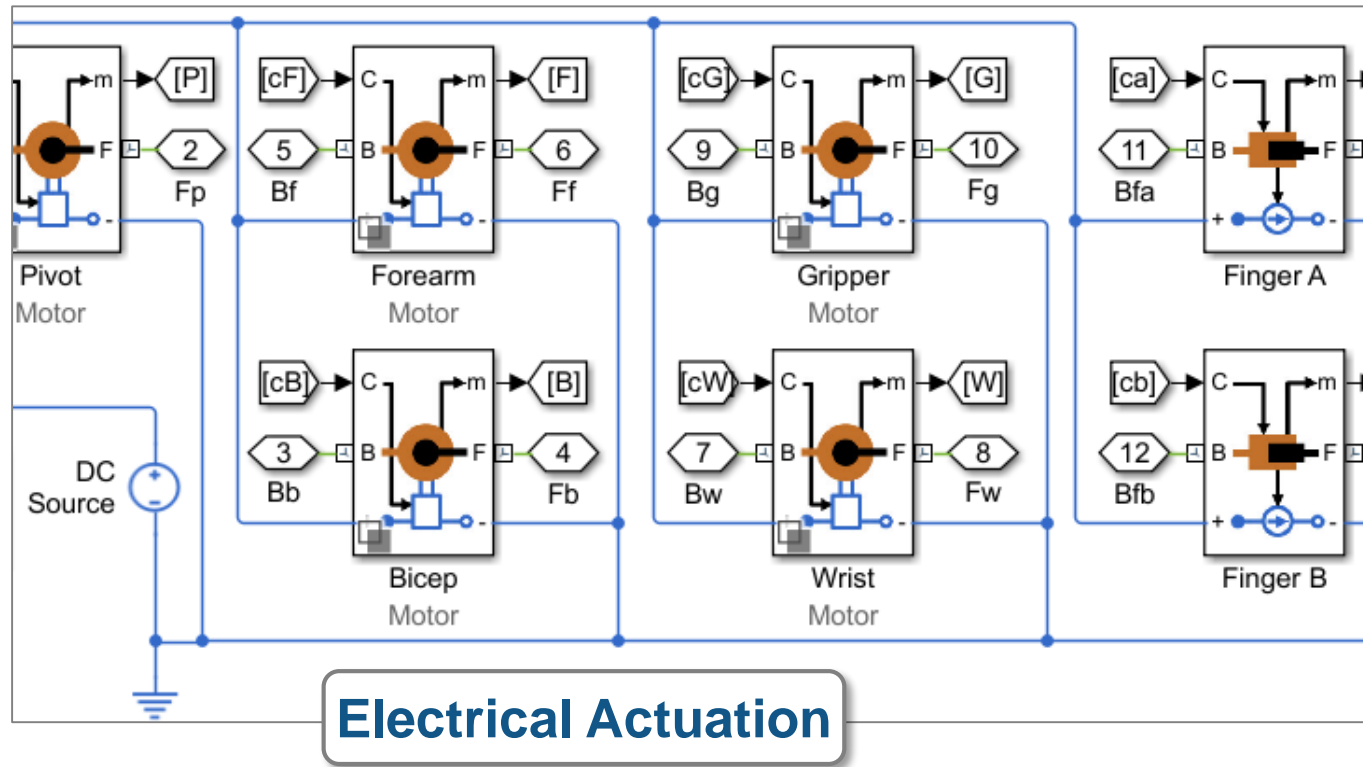 m [P]
F 2
Fp
-
Pivot
Motor
[cF] C m [F]
5 B F 6
Bf Ff
-
Forearm
Motor
[cG] C m [G]
9 B F 10
Bg Fg
-
Gripper
Motor
[ca] C m
11 B F
Bfa
+ -
Finger A
[cB] C m [B]
3 B F 4
Bb Fb
-
Bicep
Motor
[cW] C m [W]
7 B F 8
Bw Fw
-
Wrist
Motor
[cb] C m
12 B F
Bfb
+ -
Finger B
DC
Source
+
−
Electrical Actuation